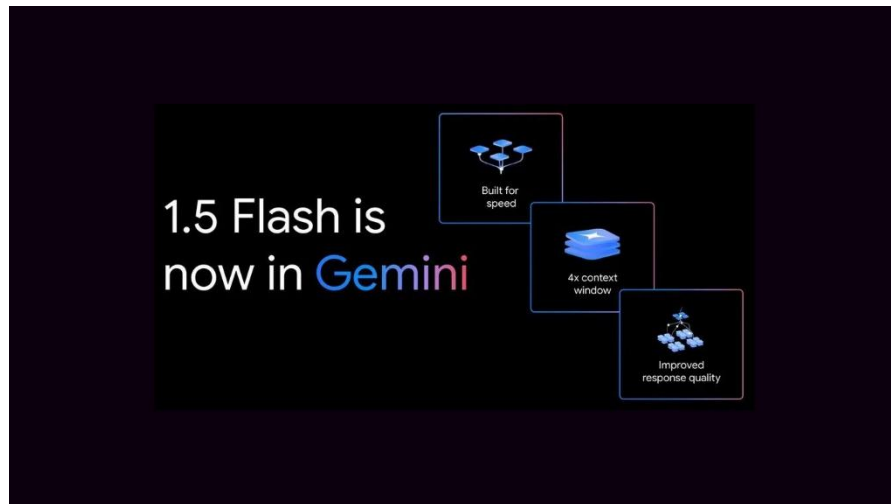 1.5 Flash is
now in Gemini
Built for
speed
4x context
window
Improved
response quality